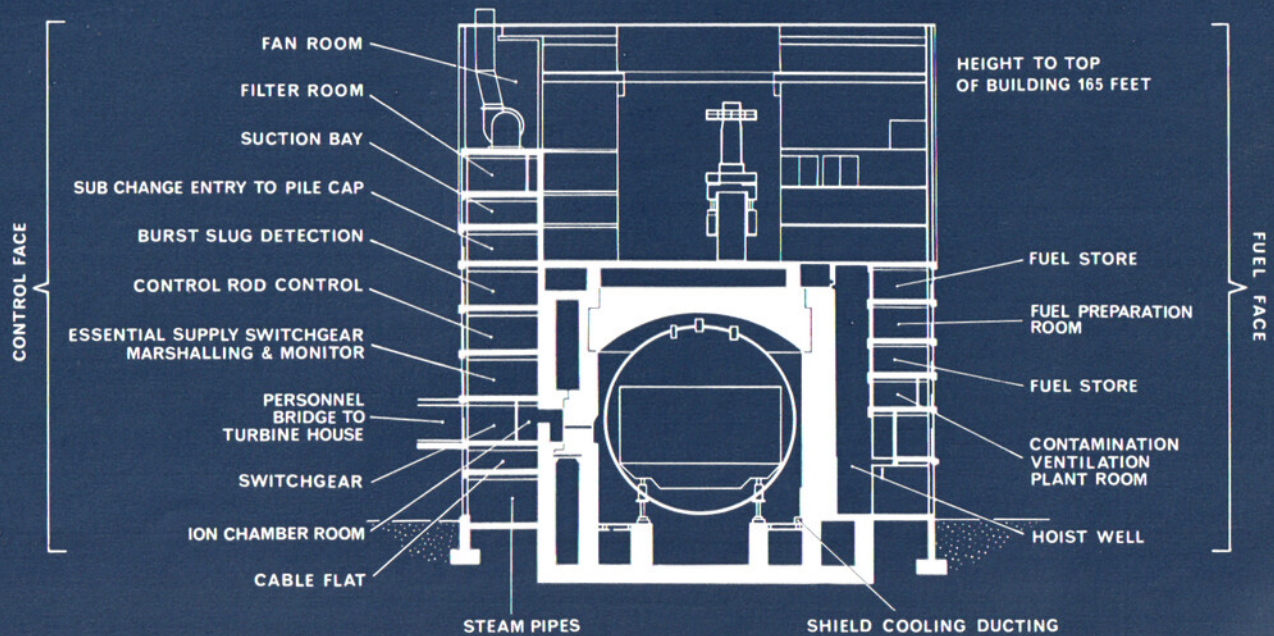 FAN ROOM
FILTER ROOM
SUCTION BAY
SUB CHANGE ENTRY TO PILE CAP
BURST SLUG DETECTION
CONTROL ROD CONTROL
ESSENTIAL SUPPLY SWITCHGEAR
MARSHALLING & MONITOR
PERSONNEL
BRIDGE TO
TURBINE HOUSE
SWITCHGEAR
ION CHAMBER ROOM
CABLE FLAT
STEAM PIPES
CONTROL FACE
HEIGHT TO TOP
OF BUILDING 165 FEET
FUEL STORE
FUEL PREPARATION
ROOM
FUEL STORE
CONTAMINATION
VENTILATION
PLANT ROOM
HOIST WELL
SHIELD COOLING DUCTING
FUEL FACE